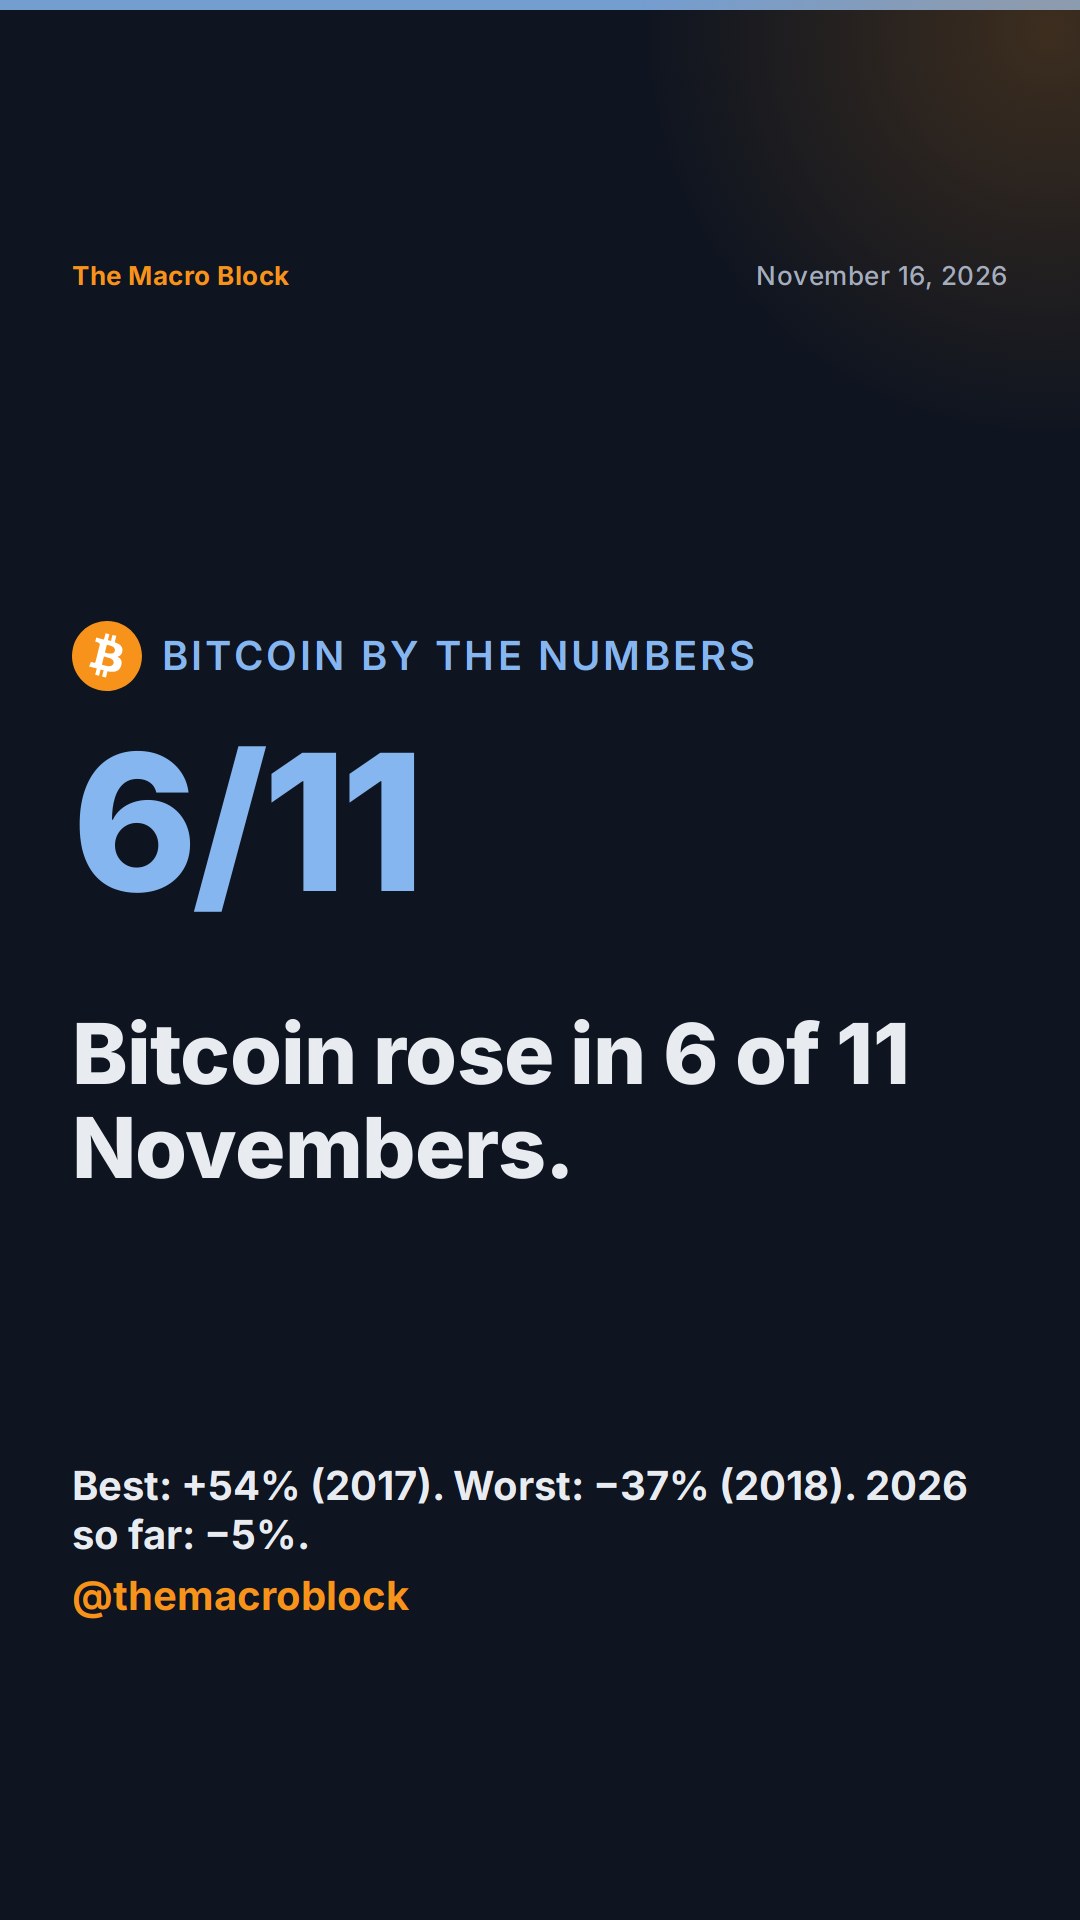 The Macro Block
November 16, 2026
BITCOIN BY THE NUMBERS
6/11
Bitcoin rose in 6 of 11
Novembers.
Best: +54% (2017). Worst: −37% (2018). 2026
so far: −5%.
@themacroblock